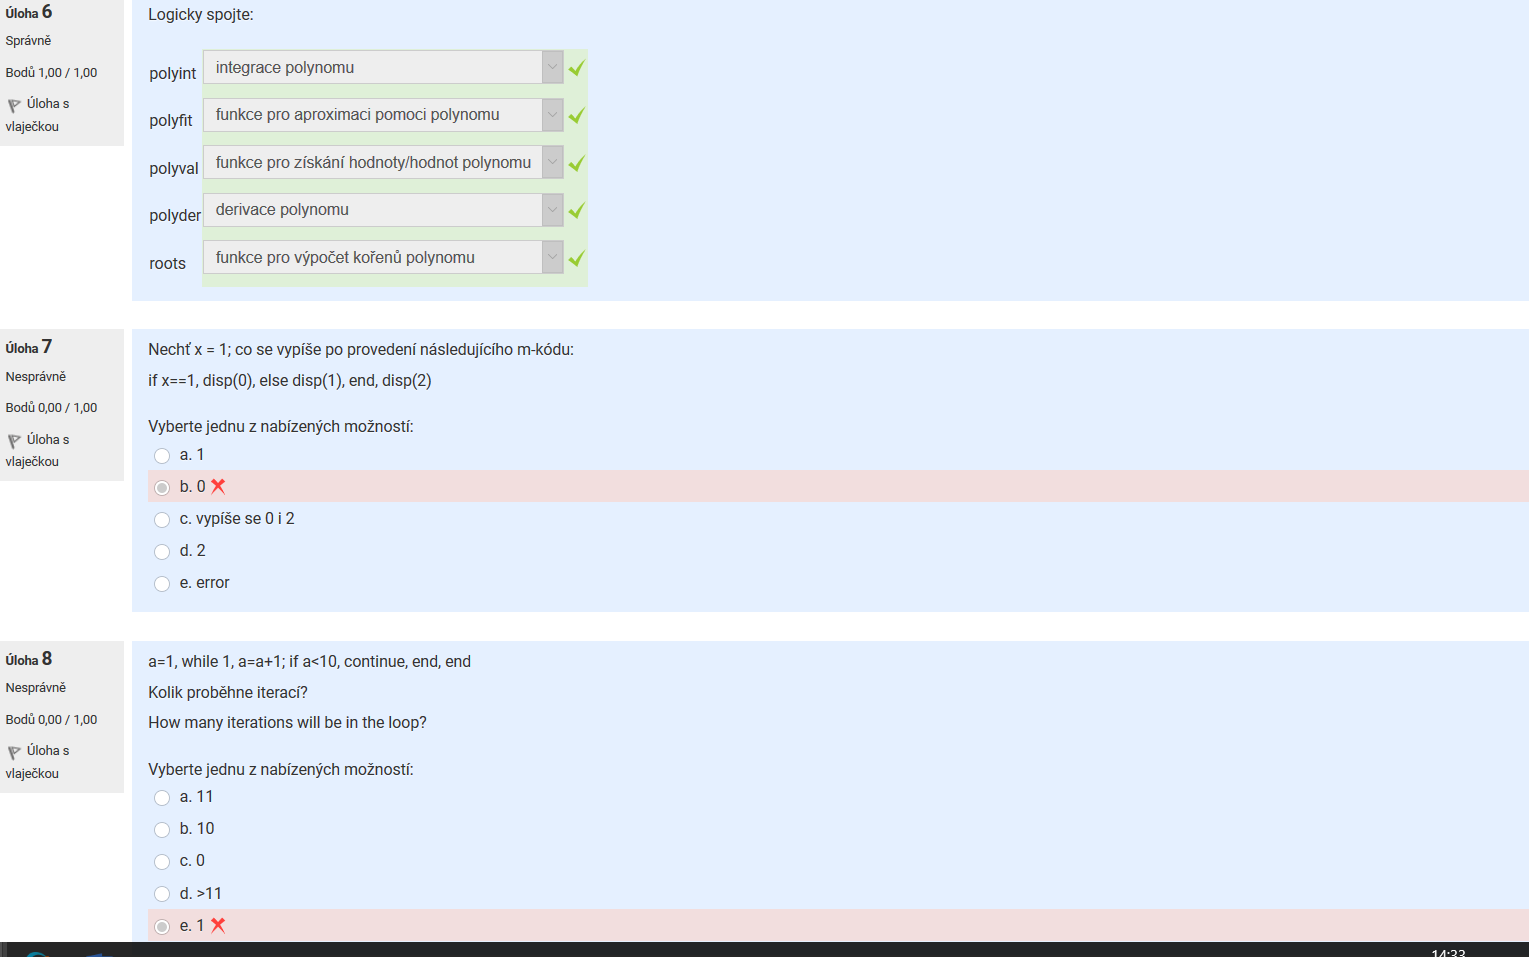 Úloha 6
Správně
Bodů 1,00 / 1,00
Úloha s
vlaječkou
Logicky spojte:
polyint integrace polynomu
polyfit funkce pro aproximaci pomoci polynomu
polyval funkce pro získání hodnoty/hodnot polynomu
polyder derivace polynomu
roots funkce pro výpočet kořenů polynomu
Úloha 7
Nesprávně
Bodů 0,00 / 1,00
Úloha s
vlaječkou
Nechť x = 1; co se vypíše po provedení následujícího m-kódu:
if x==1, disp(0), else disp(1), end, disp(2)
Vyberte jednu z nabízených možností:
a. 1
b. 0
c. vypíše se 0 i 2
d. 2
e. error
Úloha 8
Nesprávně
Bodů 0,00 / 1,00
Úloha s
vlaječkou
a=1, while 1, a=a+1; if a<10, continue, end, end
Kolik proběhne iterací?
How many iterations will be in the loop?
Vyberte jednu z nabízených možností:
a. 11
b. 10
c. 0
d. >11
e. 1
14:33